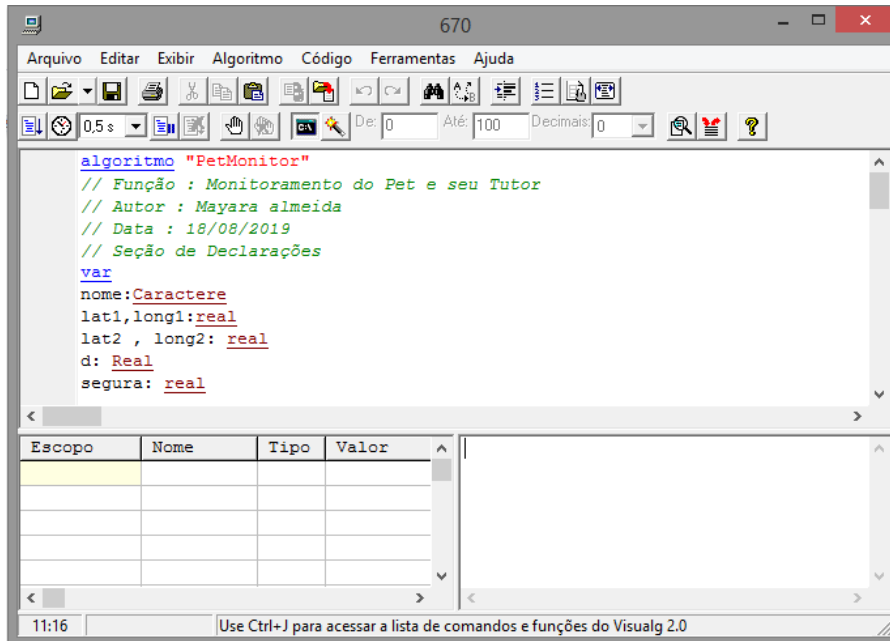 670
Arquivo Editar Exibir Algoritmo Código Ferramentas Ajuda
0,5 s De: 0 Até: 100 Decimais: 0
algoritmo "PetMonitor"
// Função : Monitoramento do Pet e seu Tutor
// Autor : Mayara almeida
// Data : 18/08/2019
// Seção de Declarações
var
nome:Caractere
lat1,long1:real
lat2 , long2: real
d: Real
segura: real
Escopo Nome Tipo Valor
11:16 Use Ctrl+J para acessar a lista de comandos e funções do Visualg 2.0